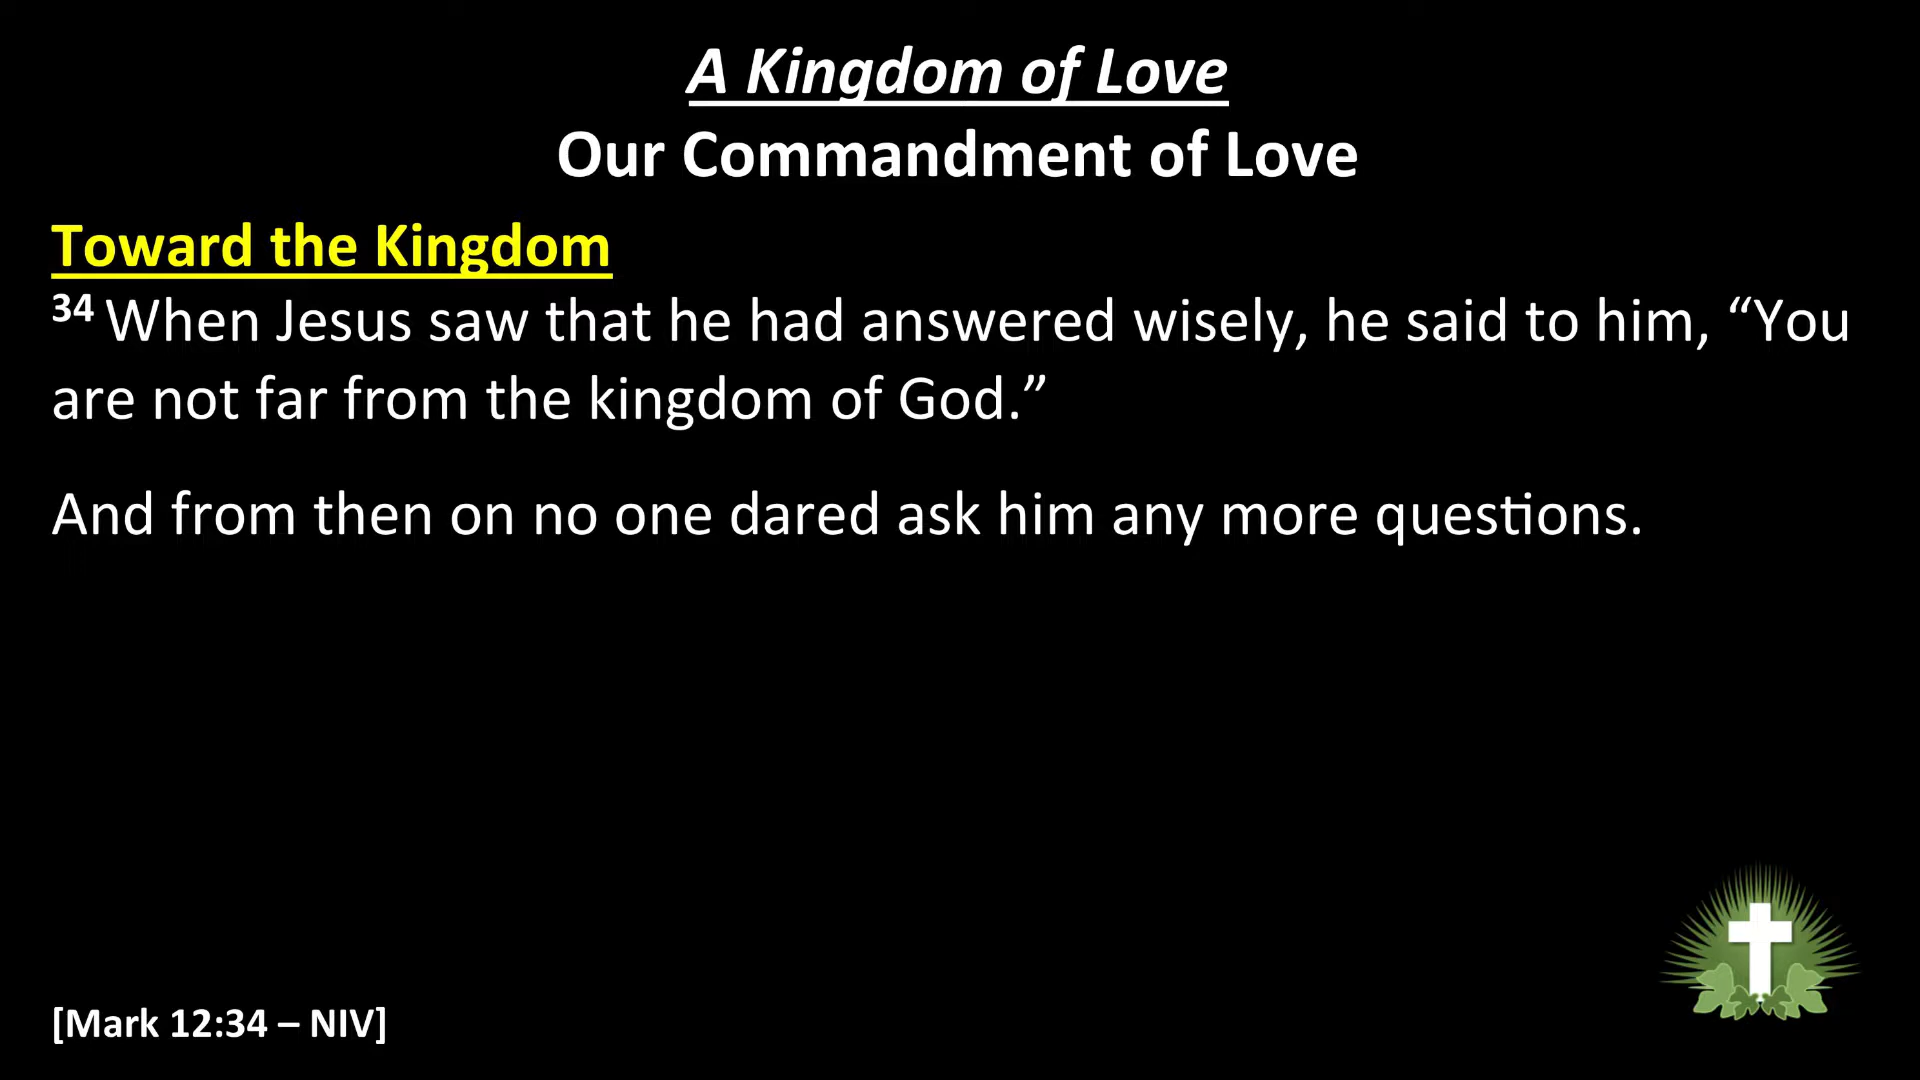 A Kingdom of Love
Our Commandment of Love
Toward the Kingdom
34 When Jesus saw that he had answered wisely, he said to him, “You
are not far from the kingdom of God.”
And from then on no one dared ask him any more questions.
[Mark 12:34 – NIV]